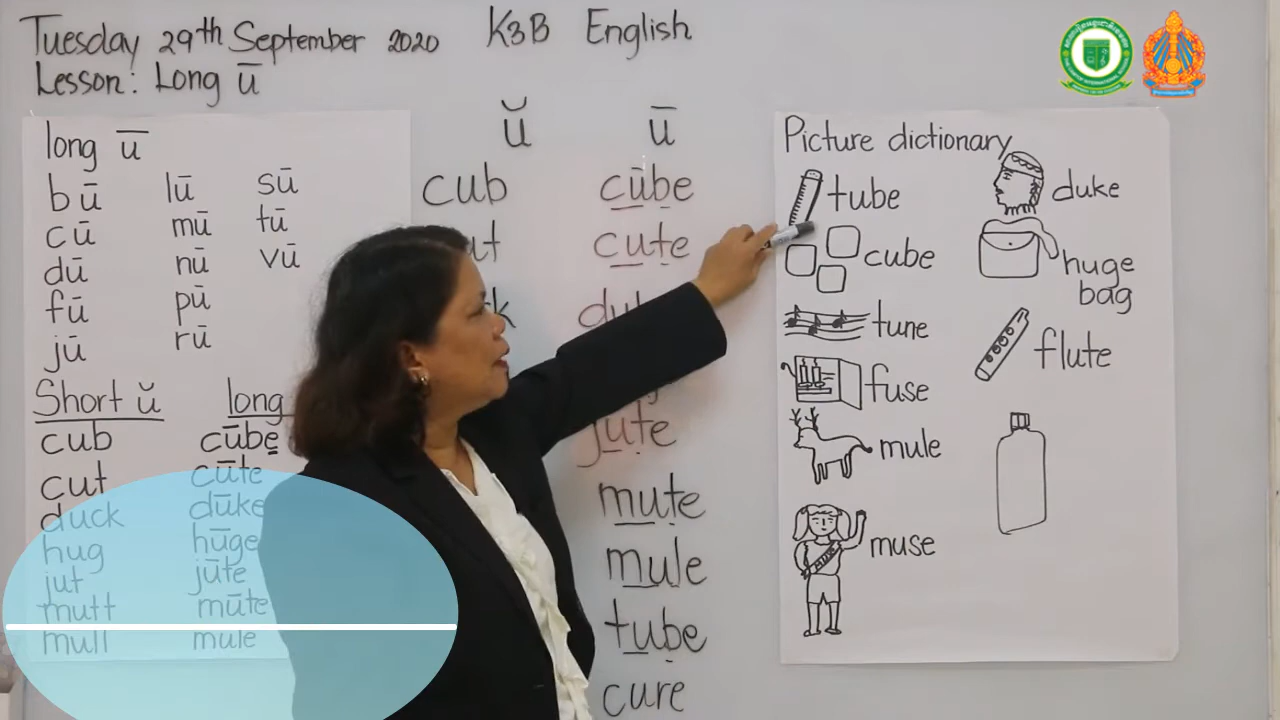 Tuesday 29th September 2020 K3B English
Lesson: Long ū
long ū
bū lū sū
cū mū tū
dū nū vū
fū pū
jū rū
Short ŭ long
cub cūbe
cut cūte
duck dūke
hug hūge
jut jūte
mutt mūte
mull mule
ŭ ū
cub cūbe
cute
jute
mute
mule
tube
cure
Picture dictionary
tube
cube
tune
fuse
mule
muse
duke
huge
bag
flute